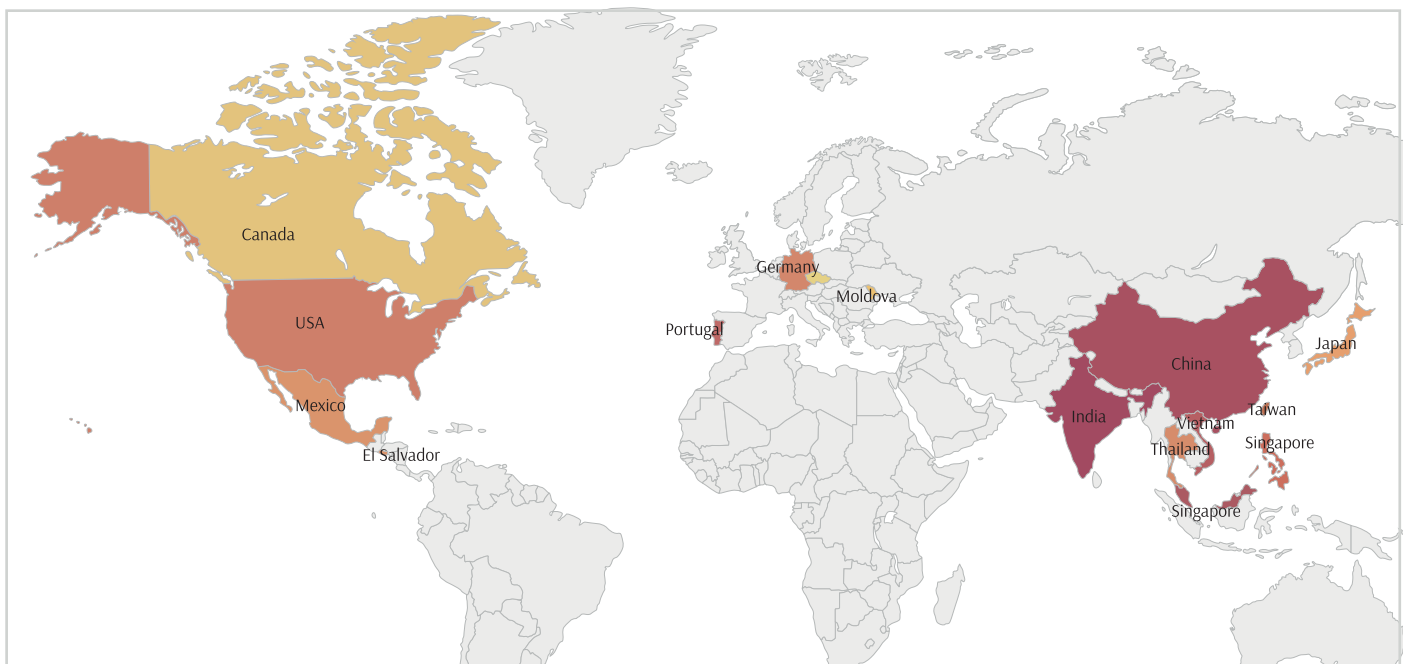 Canada
Germany
Moldova
USA
Portugal
Japan
China
Mexico
India
Taiwan
Vietnam
Singapore
Thailand
El Salvador
Singapore